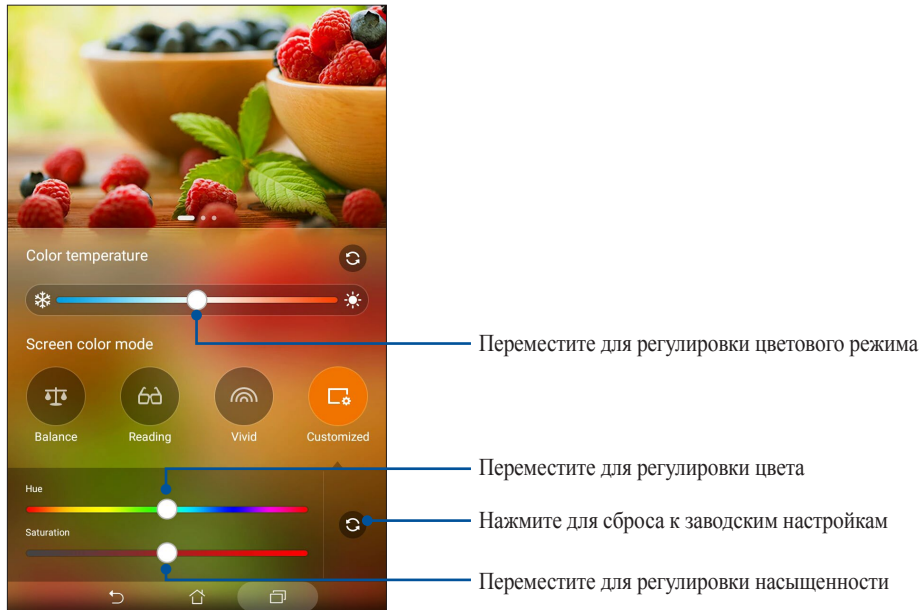 Color temperature
Переместите для регулировки цветового режима
Screen color mode
Balance Reading Vivid Customized
Переместите для регулировки цвета
Hue
Нажмите для сброса к заводским настройкам
Saturation
Переместите для регулировки насыщенности